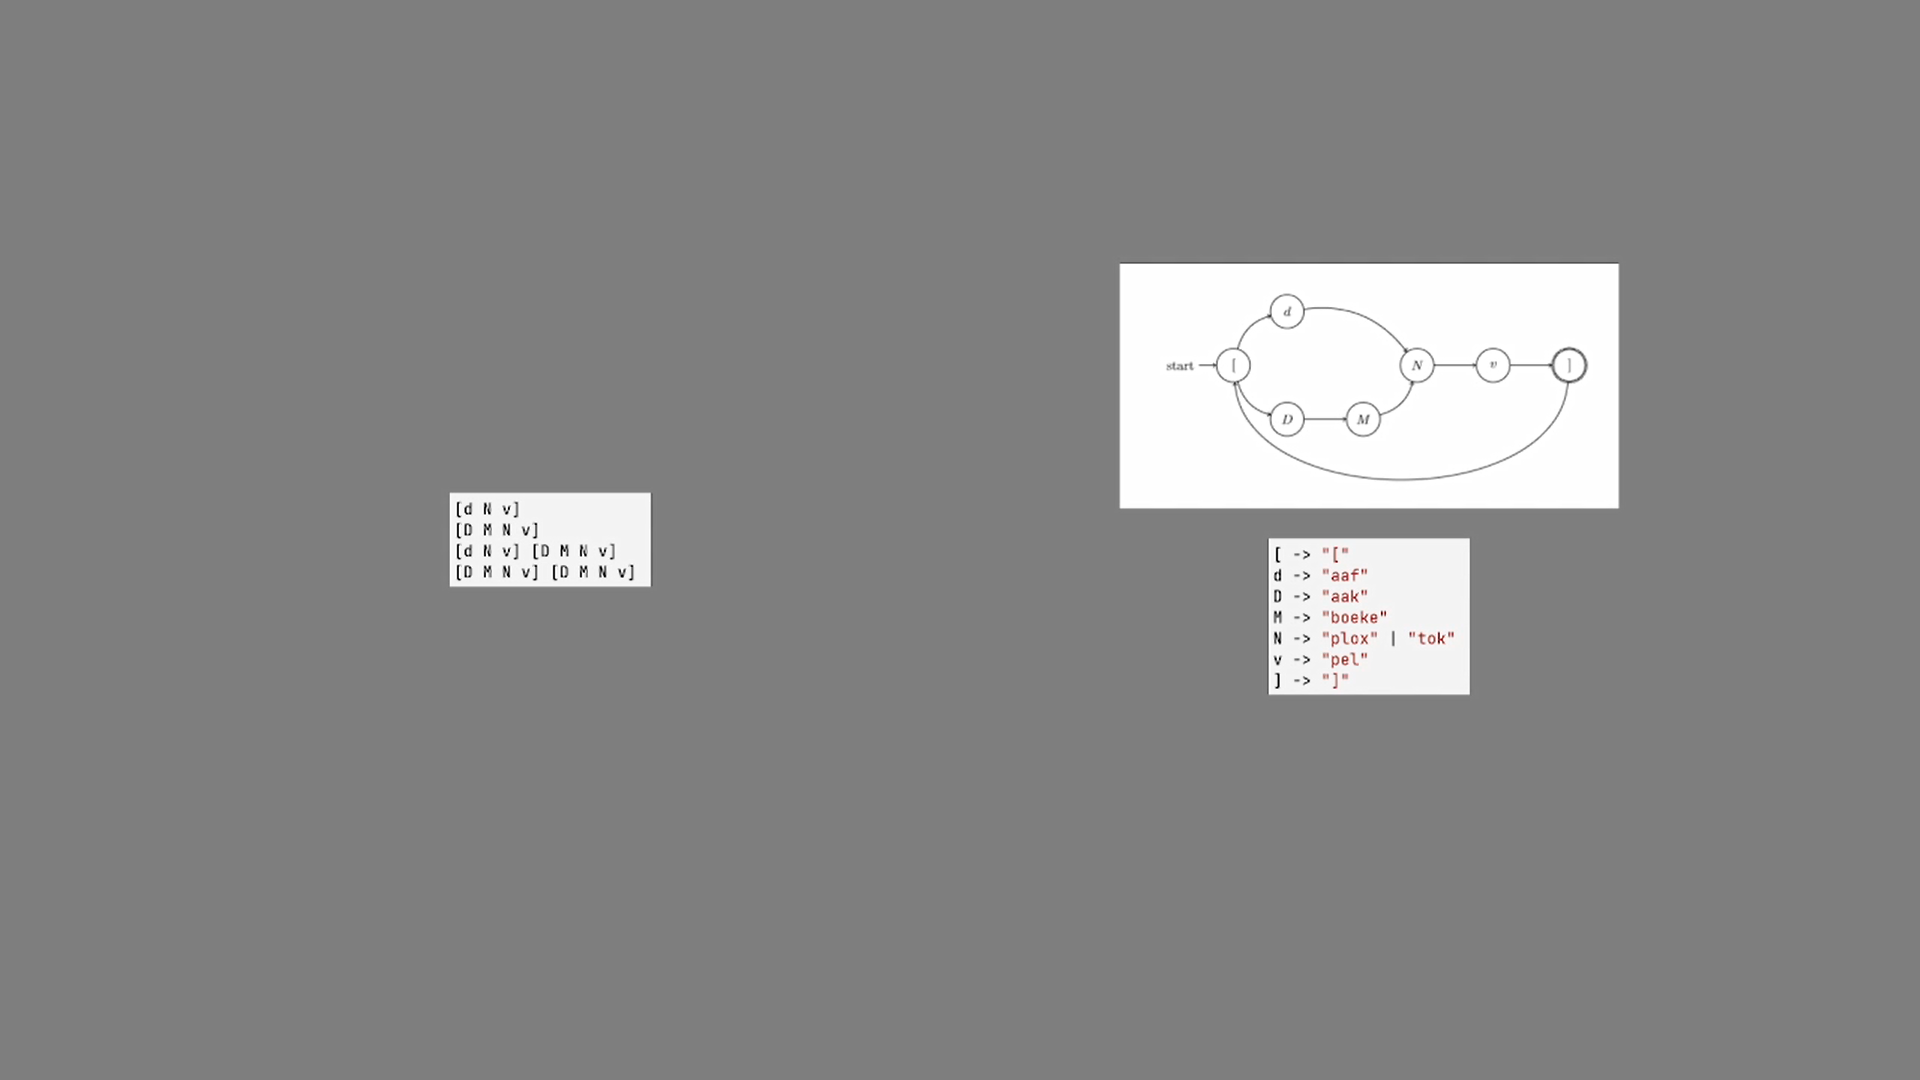 [d N v]
[D M N v]
[d N v] [D M N v]
[D M N v] [D M N v]
d
start [ N v ]
D M
[ -> "["
d -> "aaf"
D -> "aak"
M -> "boeke"
N -> "plox" | "tok"
v -> "pel"
] -> "]"